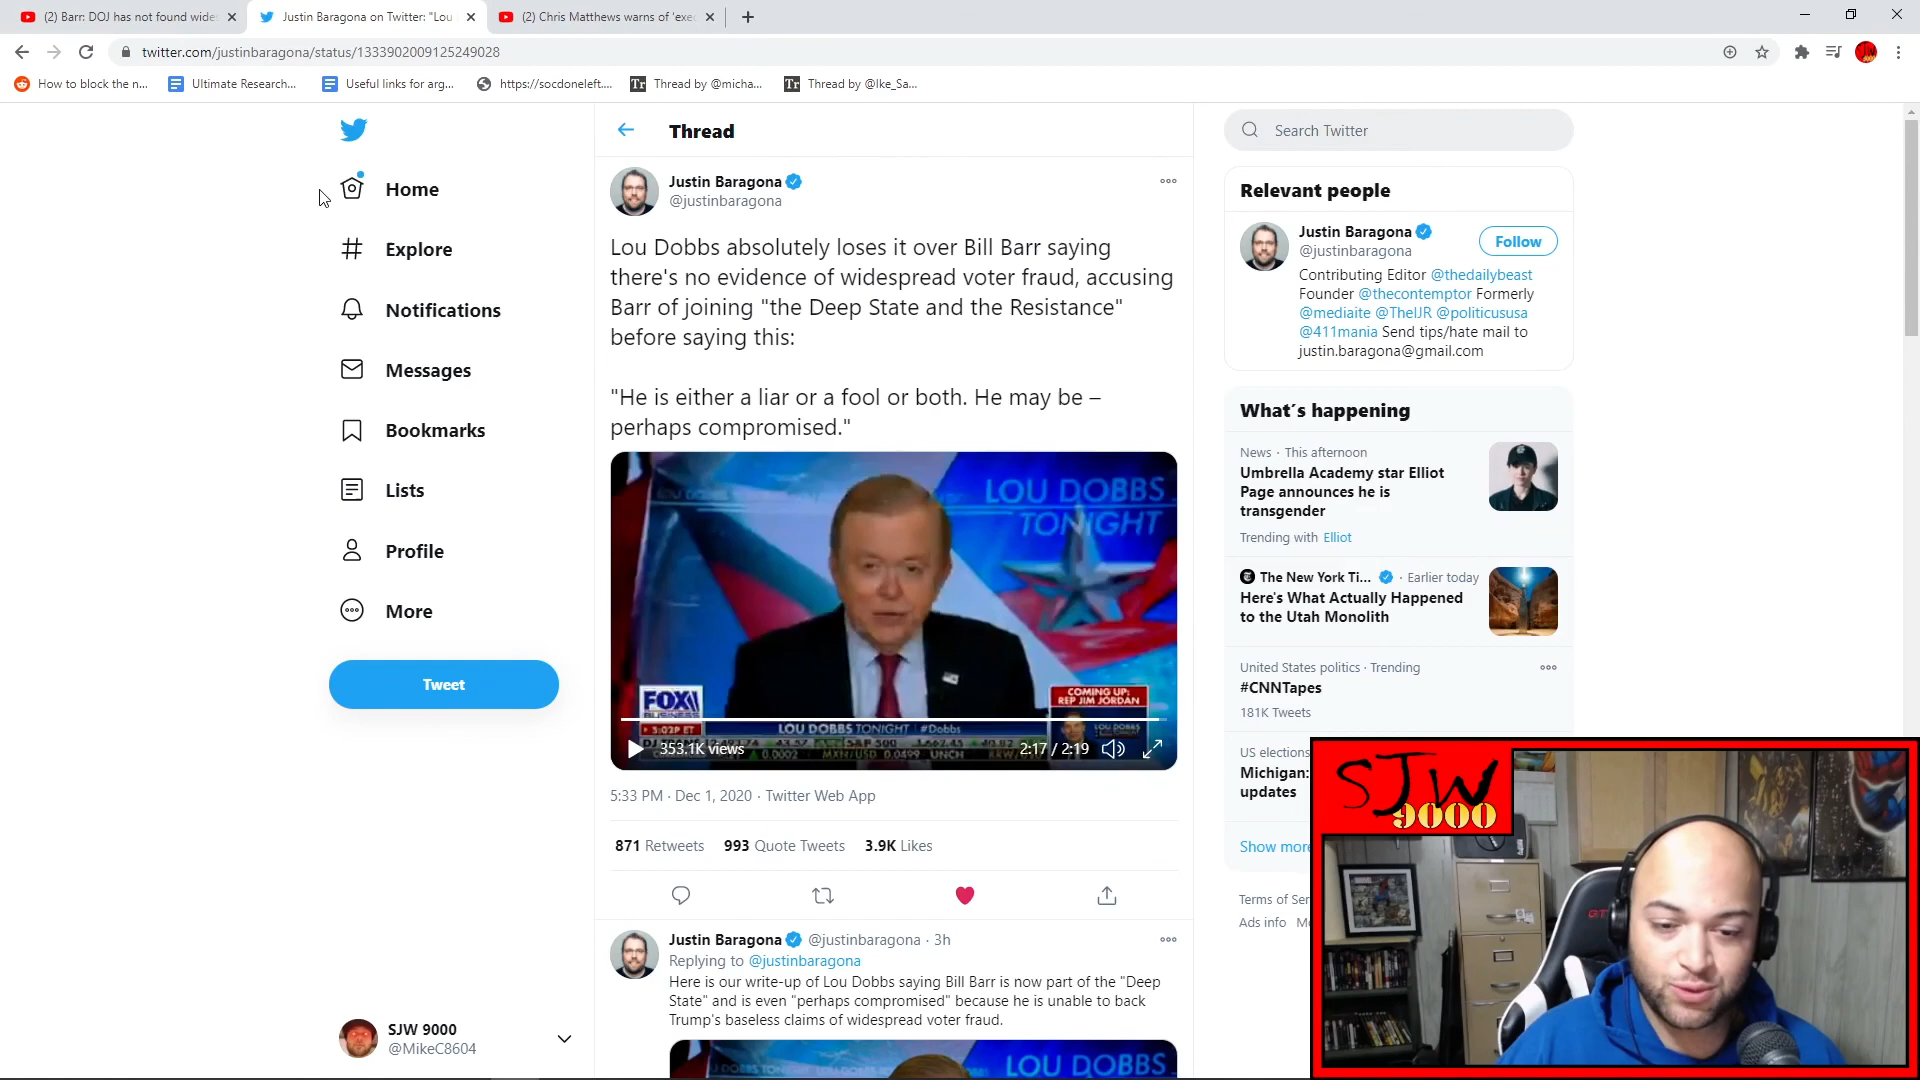 (2) Barr: DOJ has not found wide
Justin Baragona on Twitter: "Lou
(2) Chris Matthews warns of 'exe
twitter.com/justinbaragona/status/1333902009125249028
How to block the n...
Ultimate Research...
Useful links for arg...
https://socdoneleft....
Thread by @micha...
Thread by @Ike_Sa...
Home
Explore
Notifications
Messages
Bookmarks
Lists
Profile
More
Tweet
SJW 9000
@MikeC8604
Thread
Justin Baragona
@justinbaragona
Lou Dobbs absolutely loses it over Bill Barr saying
there's no evidence of widespread voter fraud, accusing
Barr of joining "the Deep State and the Resistance"
before saying this:
"He is either a liar or a fool or both. He may be –
perhaps compromised."
LOU DOBBS
TONIGHT
COMING UP:
REP JIM JORDAN
FOX
BUSINESS
5:02P ET
LOU DOBBS TONIGHT | #Dobbs
0.0002 MXN/USD 0.0499 UNCH
353.1K views
2:17 / 2:19
5:33 PM · Dec 1, 2020 · Twitter Web App
871 Retweets 993 Quote Tweets 3.9K Likes
Justin Baragona @justinbaragona · 3h
Replying to @justinbaragona
Here is our write-up of Lou Dobbs saying Bill Barr is now part of the "Deep
State" and is even "perhaps compromised" because he is unable to back
Trump's baseless claims of widespread voter fraud.
LOU DOBBS
Search Twitter
Relevant people
Justin Baragona
@justinbaragona
Follow
Contributing Editor @thedailybeast
Founder @thecontemptor Formerly
@mediaite @TheIJR @politicususa
@411mania Send tips/hate mail to
justin.baragona@gmail.com
What's happening
News · This afternoon
Umbrella Academy star Elliot
Page announces he is
transgender
Trending with Elliot
The New York Ti... · Earlier today
Here's What Actually Happened
to the Utah Monolith
United States politics · Trending
#CNNTapes
181K Tweets
US elections
Michigan:
updates
Show more
Terms of Ser
Ads info
SJW
9000